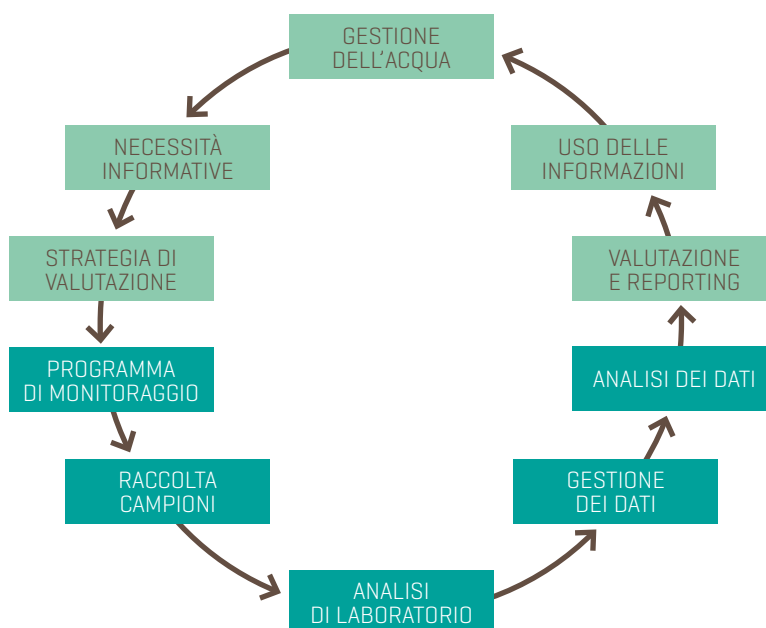 GESTIONE
DELL'ACQUA
NECESSITÀ
INFORMATIVE
STRATEGIA DI
VALUTAZIONE
PROGRAMMA
DI MONITORAGGIO
RACCOLTA
CAMPIONI
ANALISI
DI LABORATORIO
GESTIONE
DEI DATI
ANALISI DEI DATI
VALUTAZIONE
E REPORTING
USO DELLE
INFORMAZIONI